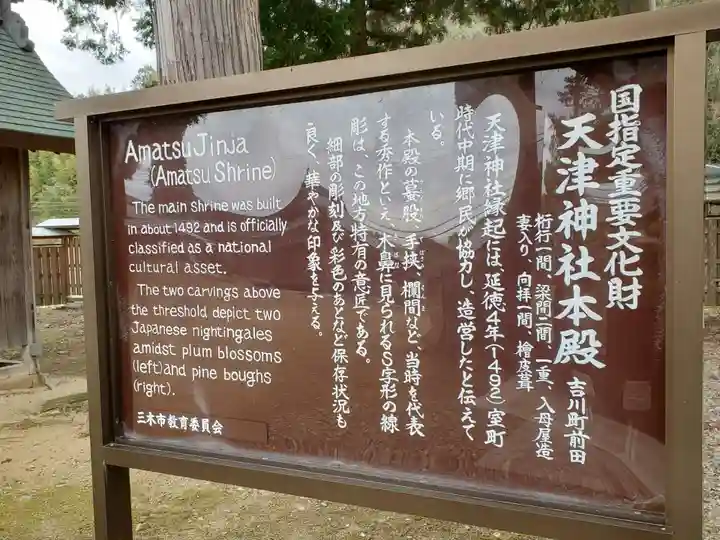 国指定重要文化財
天津神社本殿 吉川町前田
桁行一間、梁間二間、一重、入母屋造
妻入り、向拝一間、檜皮葺
天津神社縁起には、延徳4年(1492)室町
時代中期に郷民が協力し、造営したと伝えて
いる。
本殿の蟇股、手挾、欄間など、当時を代表
する秀作といえ、木鼻に見られるS字形の線
彫は、この地方特有の意匠である。
細部の彫刻及び彩色のあとなど保存状況も
良く、華やかな印象を与える。
Amatsu Jinja
(Amatsu Shrine)
The main shrine was built
in about 1492 and is officially
classified as a national
cultural asset.
The two carvings above
the threshold depict two
Japanese nightingales
amidst plum blossoms
(left) and pine boughs
(right).
三木市教育委員会